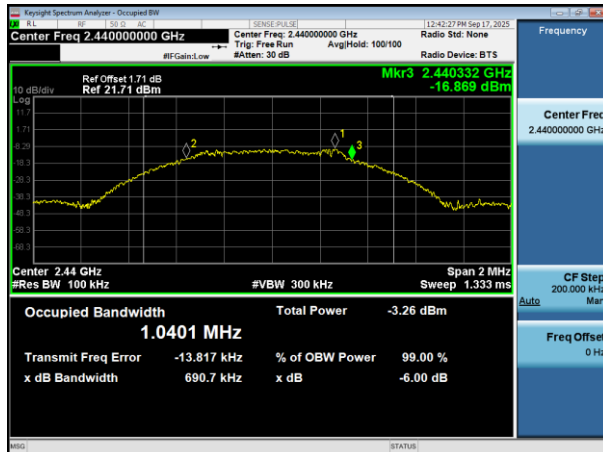 Keysight Spectrum Analyzer - Occupied BW
RL RF 50 Ω AC SENSE:PULSE 12:42:27 PM Sep 17, 2025
Center Freq 2.440000000 GHz
Center Freq: 2.440000000 GHz
Radio Std: None
Trig: Free Run Avg|Hold: 100/100
#IFGain:Low #Atten: 30 dB Radio Device: BTS
Frequency
Ref Offset 1.71 dB
10 dB/div Ref 21.71 dBm
Mkr3 2.440332 GHz
-16.869 dBm
Log
11.7
1.71
-8.29
-18.3
-28.3
-38.3
-48.3
-58.3
-68.3
2
1
3
Center 2.44 GHz Span 2 MHz
#Res BW 100 kHz #VBW 300 kHz Sweep 1.333 ms
Occupied Bandwidth Total Power -3.26 dBm
1.0401 MHz
Transmit Freq Error -13.817 kHz % of OBW Power 99.00 %
x dB Bandwidth 690.7 kHz x dB -6.00 dB
Center Freq
2.440000000 GHz
CF Step
200.000 kHz
Auto Man
Freq Offset
0 Hz
MSG STATUS